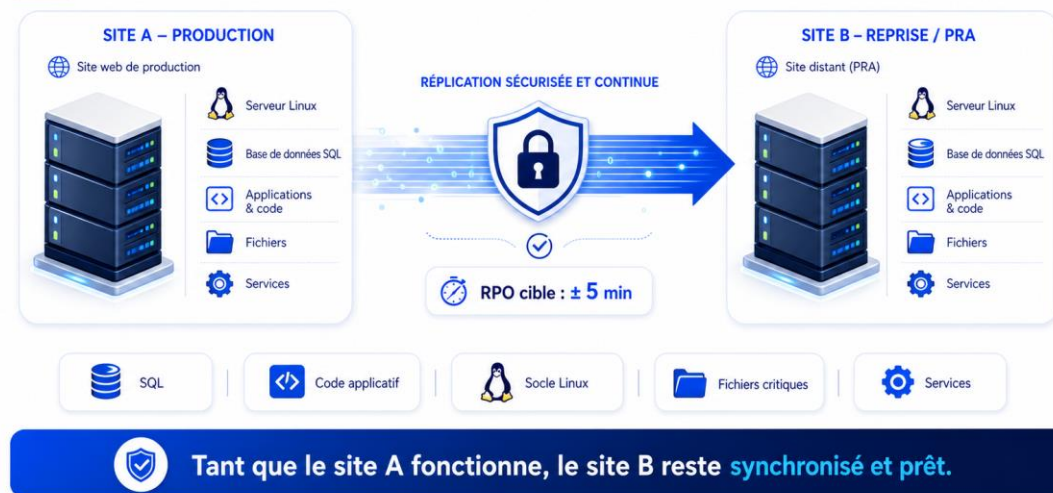 SITE A – PRODUCTION
Site web de production
Serveur Linux
Base de données SQL
Applications
& code
Fichiers
Services
RÉPLICATION SÉCURISÉE ET CONTINUE
RPO cible : ± 5 min
SITE B – REPRISE / PRA
Site distant (PRA)
Serveur Linux
Base de données SQL
Applications
& code
Fichiers
Services
SQL
Code applicatif
Socle Linux
Fichiers critiques
Services
Tant que le site A fonctionne, le site B reste synchronisé et prêt.